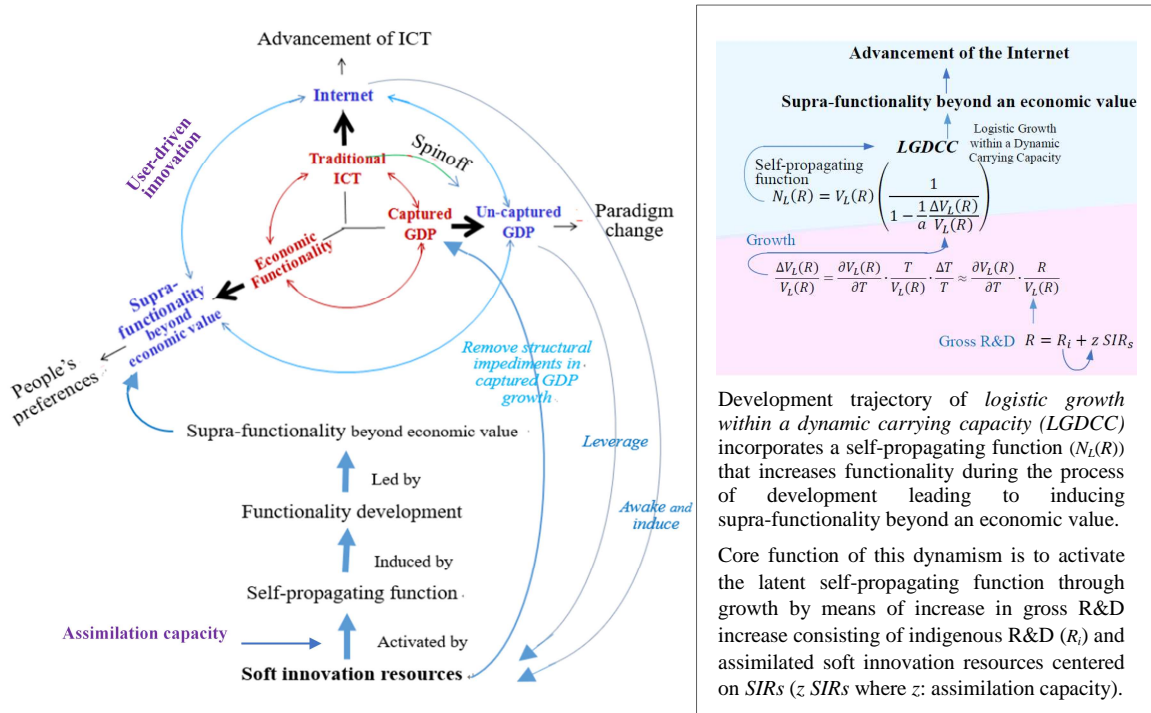 Advancement of ICT
Internet
User-driven
innovation
Traditional
ICT
Spinoff
Captured
GDP
Un-captured
GDP
Paradigm
change
Economic
Functionality
Supra-
functionality
beyond
economic value
People's
preferences
Remove structural
impediments in
captured GDP
growth
Supra-functionality beyond economic value
Leverage
Led by
Functionality development
Awake and
induce
Induced by
Self-propagating function
Assimilation capacity
Activated by
Soft innovation resources
Advancement of the Internet
Supra-functionality beyond an economic value
LGDCC
Logistic Growth
within a Dynamic
Carrying Capacity
Self-propagating
function
N_L(R) = V_L(R) ( 1 / (1 − (1/a) (ΔV_L(R) / V_L(R))) )
Growth
ΔV_L(R)/V_L(R) = ∂V_L(R)/∂T · T/V_L(R) · ΔT/T ≈ ∂V_L(R)/∂T · R/V_L(R)
Gross R&D R = R_i + z SIR_s
Development trajectory of logistic growth
within a dynamic carrying capacity (LGDCC)
incorporates a self-propagating function (N_L(R))
that increases functionality during the process
of development leading to inducing
supra-functionality beyond an economic value.
Core function of this dynamism is to activate
the latent self-propagating function through
growth by means of increase in gross R&D
increase consisting of indigenous R&D (R_i) and
assimilated soft innovation resources centered
on SIRs (z SIRs where z: assimilation capacity).